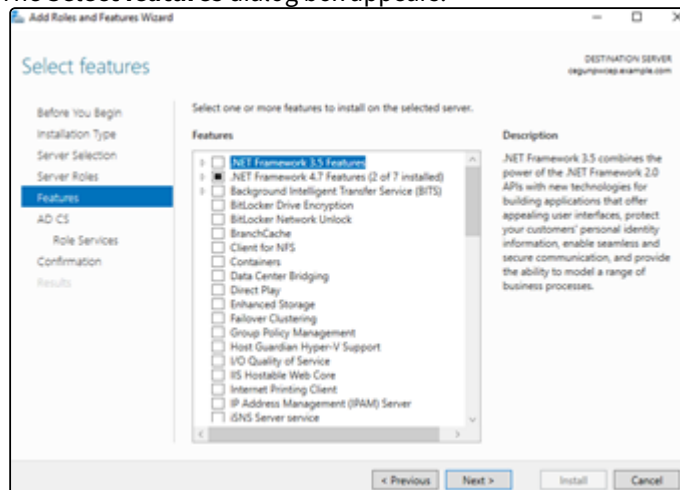 The Select features dialog box appears.
Add Roles and Features Wizard
Select features
DESTINATION SERVER
Before You Begin
Installation Type
Server Selection
Server Roles
Features
AD CS
Role Services
Confirmation
Results
Select one or more features to install on the selected server.
Features
.NET Framework 3.5 Features
.NET Framework 4.7 Features (2 of 7 installed)
Background Intelligent Transfer Service (BITS)
BitLocker Drive Encryption
BitLocker Network Unlock
BranchCache
Client for NFS
Containers
Data Center Bridging
Direct Play
Enhanced Storage
Failover Clustering
Group Policy Management
Host Guardian Hyper-V Support
I/O Quality of Service
IIS Hostable Web Core
Internet Printing Client
IP Address Management (IPAM) Server
iSNS Server service
Description
.NET Framework 3.5 combines the
power of the .NET Framework 2.0
APIs with new technologies for
building applications that offer
appealing user interfaces, protect
your customers' personal identity
information, enable seamless and
secure communication, and provide
the ability to model a range of
business processes.
< Previous
Next >
Install
Cancel